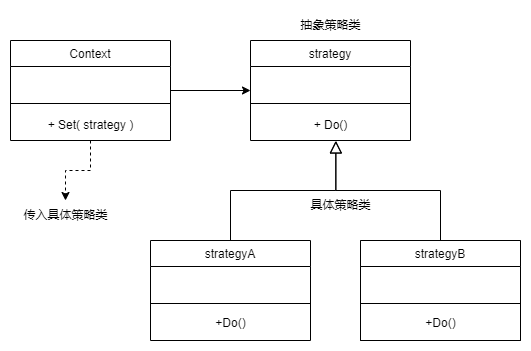 抽象策略类
Context
strategy
+ Set( strategy )
+ Do()
传入具体策略类
具体策略类
strategyA
strategyB
+Do()
+Do()